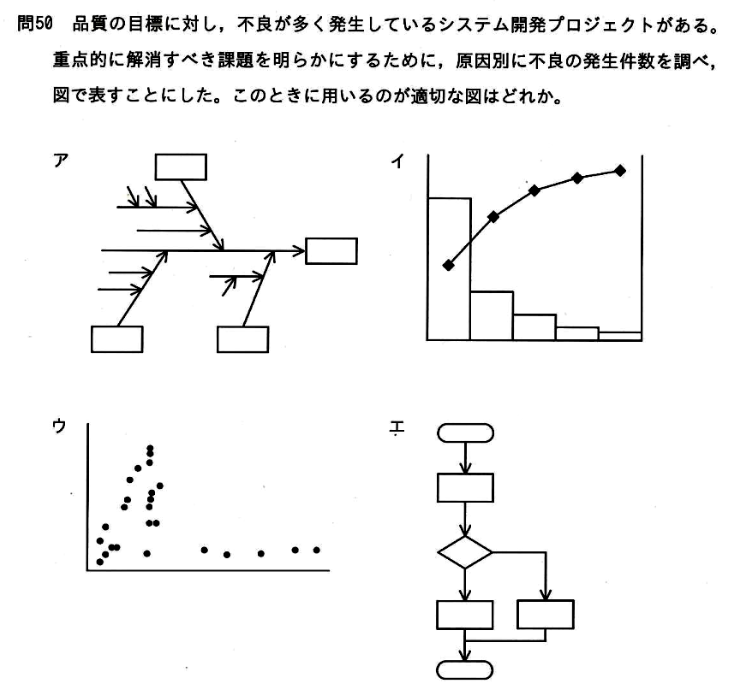 問50 品質の目標に対し，不良が多く発生しているシステム開発プロジェクトがある。
重点的に解消すべき課題を明らかにするために，原因別に不良の発生件数を調べ，
図で表すことにした。このときに用いるのが適切な図はどれか。
ア
イ
ウ
エ